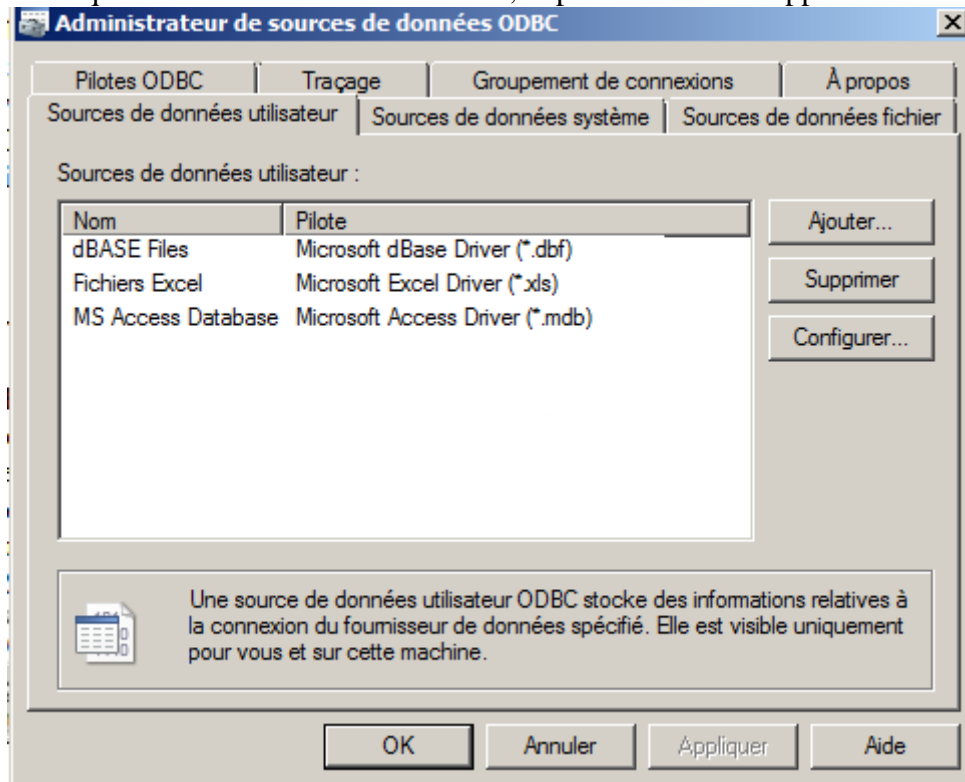 Administrateur de sources de données ODBC
Pilotes ODBC Traçage Groupement de connexions À propos
Sources de données utilisateur Sources de données système Sources de données fichier
Sources de données utilisateur :
Nom Pilote
dBASE Files Microsoft dBase Driver (*.dbf)
Fichiers Excel Microsoft Excel Driver (*.xls)
MS Access Database Microsoft Access Driver (*.mdb)
Ajouter...
Supprimer
Configurer...
Une source de données utilisateur ODBC stocke des informations relatives à
la connexion du fournisseur de données spécifié. Elle est visible uniquement
pour vous et sur cette machine.
OK Annuler Appliquer Aide